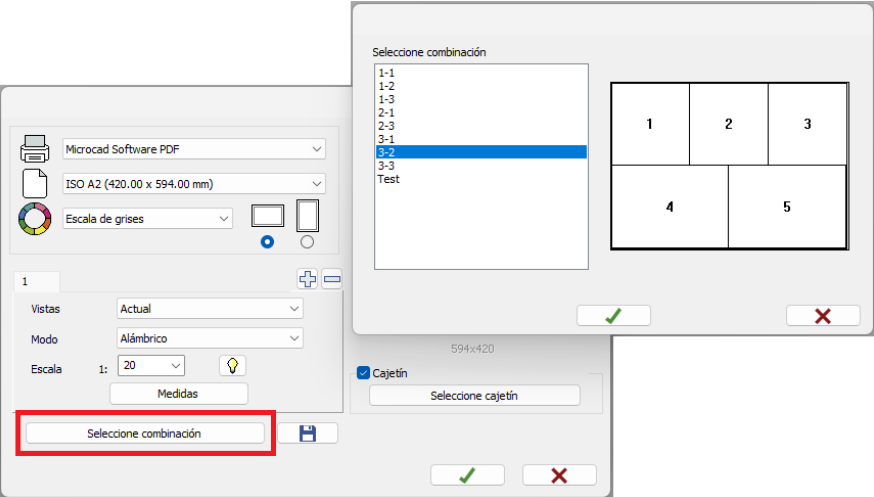 Seleccione combinación
1-1
1-2
1-3
2-1
2-3
3-1
3-2
3-3
Test
1
2
3
4
5
Microcad Software PDF
ISO A2 (420.00 x 594.00 mm)
Escala de grises
1
Vistas
Actual
Modo
Alámbrico
Escala
1:
20
Medidas
Seleccione combinación
594x420
Cajetín
Seleccione cajetín